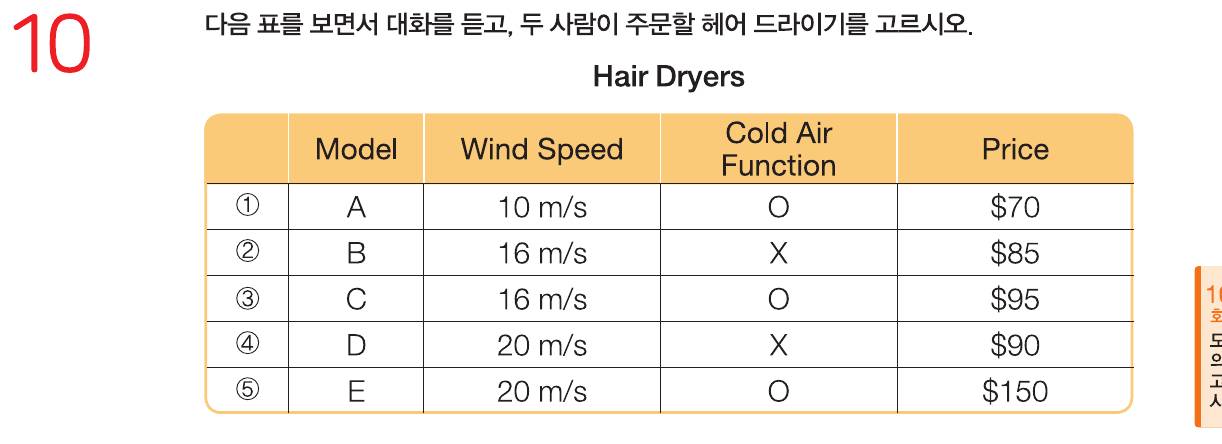 10
다음 표를 보면서 대화를 듣고, 두 사람이 주문할 헤어 드라이기를 고르시오.
Hair Dryers
Model Wind Speed Cold Air Function Price
① A 10 m/s O $70
② B 16 m/s X $85
③ C 16 m/s O $95
④ D 20 m/s X $90
⑤ E 20 m/s O $150